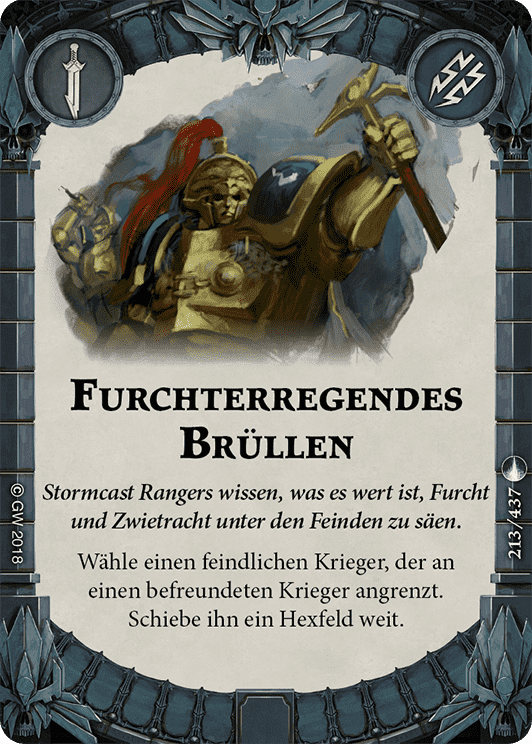 Furchterregendes
Brüllen
Stormcast Rangers wissen, was es wert ist, Furcht
und Zwietracht unter den Feinden zu säen.
Wähle einen feindlichen Krieger, der an
einen befreundeten Krieger angrenzt.
Schiebe ihn ein Hexfeld weit.
© GW 2018
213/437